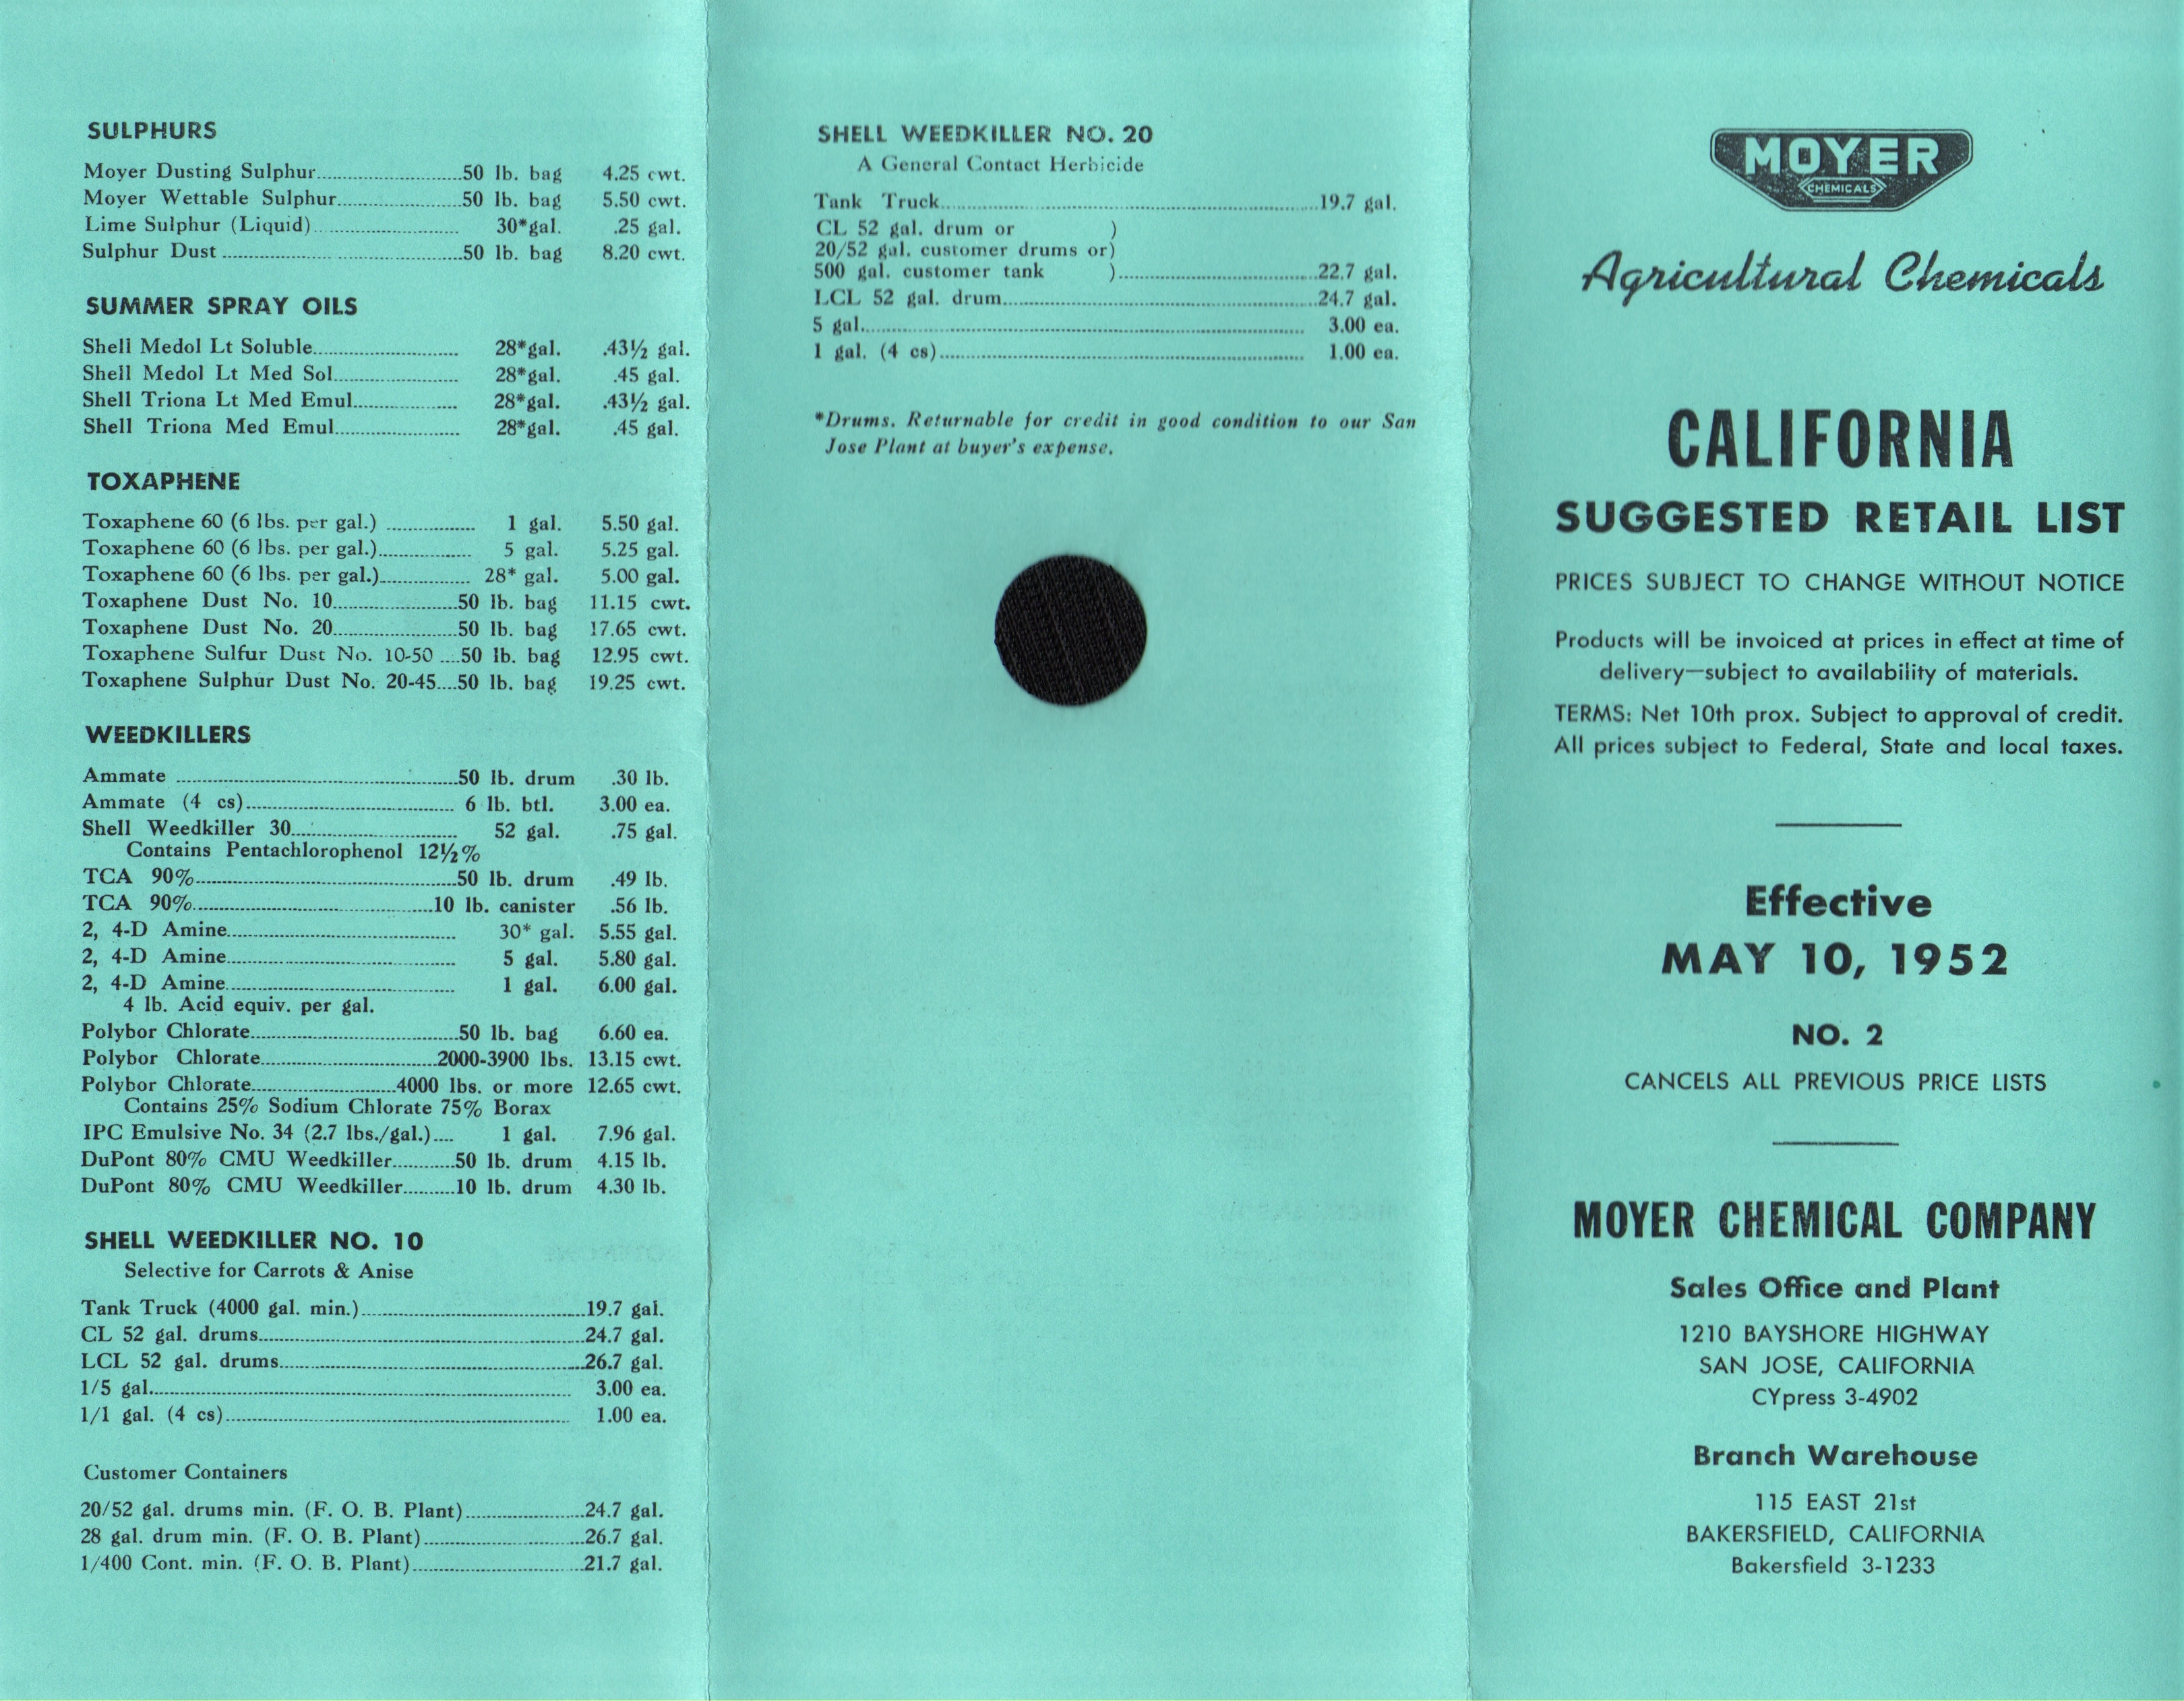 SULPHURS
Moyer Dusting Sulphur 50 lb. bag 4.25 cwt.
Moyer Wettable Sulphur 50 lb. bag 5.50 cwt.
Lime Sulphur (Liquid) 30*gal. .25 gal.
Sulphur Dust 50 lb. bag 8.20 cwt.
SUMMER SPRAY OILS
Shell Medol Lt Soluble 28*gal. .43½ gal.
Shell Medol Lt Med Sol 28*gal. .45 gal.
Shell Triona Lt Med Emul 28*gal. .43½ gal.
Shell Triona Med Emul 28*gal. .45 gal.
TOXAPHENE
Toxaphene 60 (6 lbs. per gal.) 1 gal. 5.50 gal.
Toxaphene 60 (6 lbs. per gal.) 5 gal. 5.25 gal.
Toxaphene 60 (6 lbs. per gal.) 28* gal. 5.00 gal.
Toxaphene Dust No. 10 50 lb. bag 11.15 cwt.
Toxaphene Dust No. 20 50 lb. bag 17.65 cwt.
Toxaphene Sulfur Dust No. 10-50 50 lb. bag 12.95 cwt.
Toxaphene Sulphur Dust No. 20-45 50 lb. bag 19.25 cwt.
WEEDKILLERS
Ammate 50 lb. drum .30 lb.
Ammate (4 cs) 6 lb. btl. 3.00 ea.
Shell Weedkiller 30 52 gal. .75 gal.
Contains Pentachlorophenol 12½%
TCA 90% 50 lb. drum .49 lb.
TCA 90% 10 lb. canister .56 lb.
2, 4-D Amine 30* gal. 5.55 gal.
2, 4-D Amine 5 gal. 5.80 gal.
2, 4-D Amine 1 gal. 6.00 gal.
4 lb. Acid equiv. per gal.
Polybor Chlorate 50 lb. bag 6.60 ea.
Polybor Chlorate 2000-3900 lbs. 13.15 cwt.
Polybor Chlorate 4000 lbs. or more 12.65 cwt.
Contains 25% Sodium Chlorate 75% Borax
IPC Emulsive No. 34 (2.7 lbs./gal.) 1 gal. 7.96 gal.
DuPont 80% CMU Weedkiller 50 lb. drum 4.15 lb.
DuPont 80% CMU Weedkiller 10 lb. drum 4.30 lb.
SHELL WEEDKILLER NO. 10
Selective for Carrots & Anise
Tank Truck (4000 gal. min.) 19.7 gal.
CL 52 gal. drums 24.7 gal.
LCL 52 gal. drums 26.7 gal.
1/5 gal. 3.00 ea.
1/1 gal. (4 cs) 1.00 ea.
Customer Containers
20/52 gal. drums min. (F. O. B. Plant) 24.7 gal.
28 gal. drum min. (F. O. B. Plant) 26.7 gal.
1/400 Cont. min. (F. O. B. Plant) 21.7 gal.
SHELL WEEDKILLER NO. 20
A General Contact Herbicide
Tank Truck 19.7 gal.
CL 52 gal. drum or )
20/52 gal. customer drums or)
500 gal. customer tank ) 22.7 gal.
LCL 52 gal. drum 24.7 gal.
5 gal. 3.00 ea.
1 gal. (4 cs) 1.00 ea.
*Drums. Returnable for credit in good condition to our San
Jose Plant at buyer's expense.
MOYER
CHEMICALS
Agricultural Chemicals
CALIFORNIA
SUGGESTED RETAIL LIST
PRICES SUBJECT TO CHANGE WITHOUT NOTICE
Products will be invoiced at prices in effect at time of
delivery—subject to availability of materials.
TERMS: Net 10th prox. Subject to approval of credit.
All prices subject to Federal, State and local taxes.
Effective
MAY 10, 1952
NO. 2
CANCELS ALL PREVIOUS PRICE LISTS
MOYER CHEMICAL COMPANY
Sales Office and Plant
1210 BAYSHORE HIGHWAY
SAN JOSE, CALIFORNIA
CYpress 3-4902
Branch Warehouse
115 EAST 21st
BAKERSFIELD, CALIFORNIA
Bakersfield 3-1233